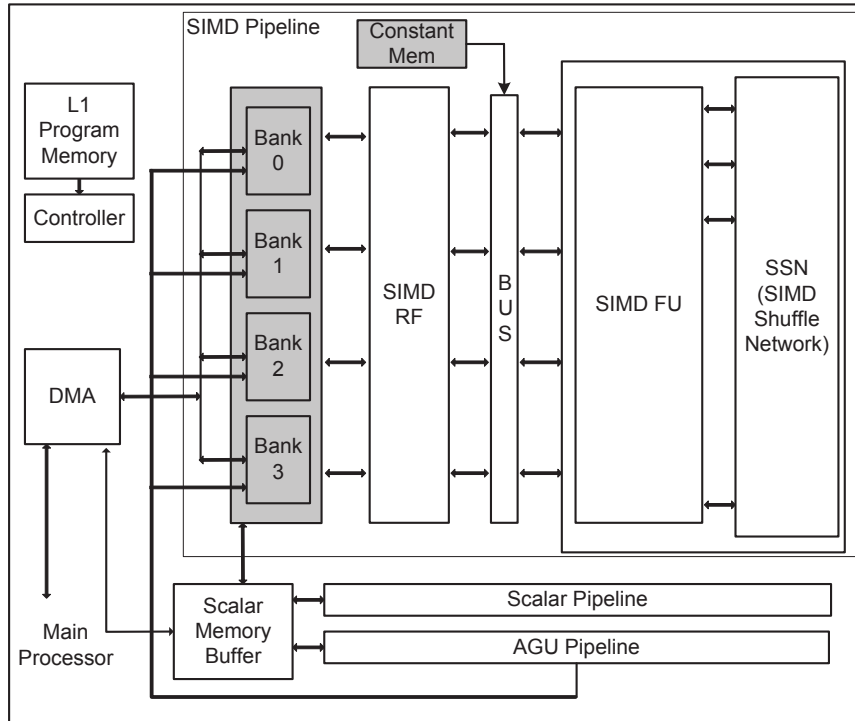 SIMD Pipeline
Constant
Mem
L1
Program
Memory
Controller
Bank
0
Bank
1
Bank
2
Bank
3
SIMD
RF
B
U
S
SIMD FU
SSN
(SIMD
Shuffle
Network)
DMA
Main
Processor
Scalar
Memory
Buffer
Scalar Pipeline
AGU Pipeline